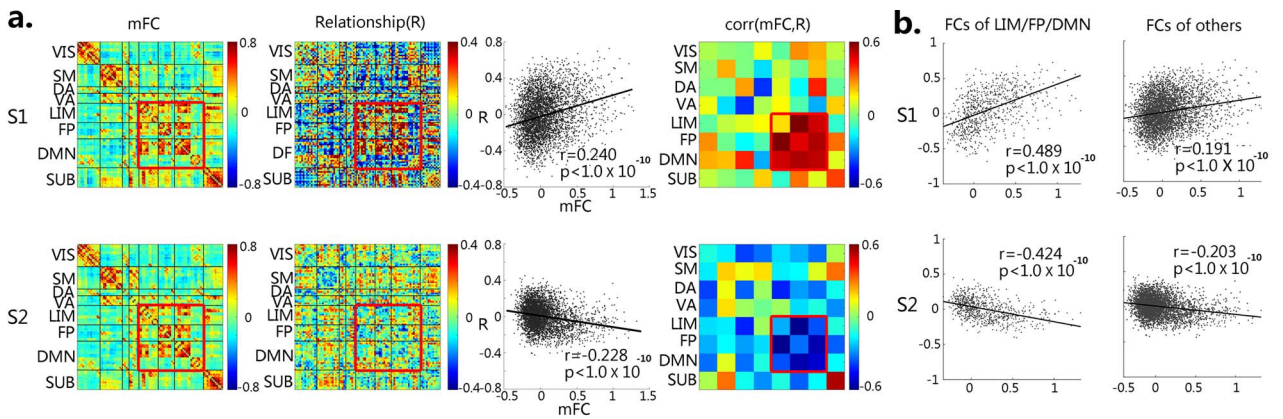 a.
mFC
Relationship(R)
corr(mFC,R)
b.
FCs of LIM/FP/DMN
FCs of others
S1
VIS
SM
DA
VA
LIM
FP
DMN
SUB
0.8
-0.8
VIS
SM
DA
VA
LIM
FP
DF
SUB
0.4
-0.4
0.8
0.4
0
R
-0.4
-0.8
r=0.240
p<1.0 x 10 -10
-0.5 0 0.5 1 1.5
mFC
VIS
SM
DA
VA
LIM
FP
DMN
SUB
0.6
-0.6
1
0.5
0
-0.5
-1
r=0.489
p<1.0 x 10 -10
0 0.5 1
r=0.191
p<1.0 X 10 -10
-0.5 0 0.5 1
S2
VIS
SM
DA
VA
LIM
FP
DMN
SUB
0.8
-0.8
VIS
SM
DA
VA
LIM
FP
DMN
SUB
0.4
-0.4
0.8
0.4
0
R
-0.4
-0.8
r=-0.228
p<1.0 x 10 -10
-0.5 0 0.5 1
mFC
VIS
SM
DA
VA
LIM
FP
DMN
SUB
0.6
-0.6
1
0.5
0
-0.5
-1
r=-0.424
p<1.0 x 10 -10
0 0.5 1
r=-0.203
p<1.0 x 10 -10
0 0.5 1